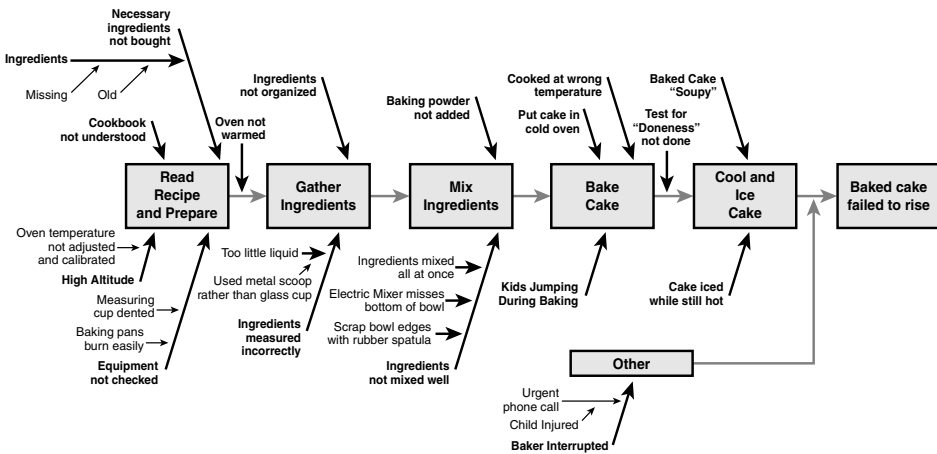 Necessary
ingredients
not bought
Ingredients
Missing
Old
Cookbook
not understood
Oven not
warmed
Ingredients
not organized
Baking powder
not added
Cooked at wrong
temperature
Put cake in
cold oven
Baked Cake
“Soupy”
Test for
“Doneness”
not done
Read
Recipe
and Prepare
Gather
Ingredients
Mix
Ingredients
Bake
Cake
Cool and
Ice
Cake
Baked cake
failed to rise
Oven temperature
not adjusted
and calibrated
High Altitude
Measuring
cup dented
Baking pans
burn easily
Equipment
not checked
Too little liquid
Used metal scoop
rather than glass cup
Ingredients
measured
incorrectly
Ingredients mixed
all at once
Electric Mixer misses
bottom of bowl
Scrap bowl edges
with rubber spatula
Ingredients
not mixed well
Kids Jumping
During Baking
Cake iced
while still hot
Other
Urgent
phone call
Child Injured
Baker Interrupted